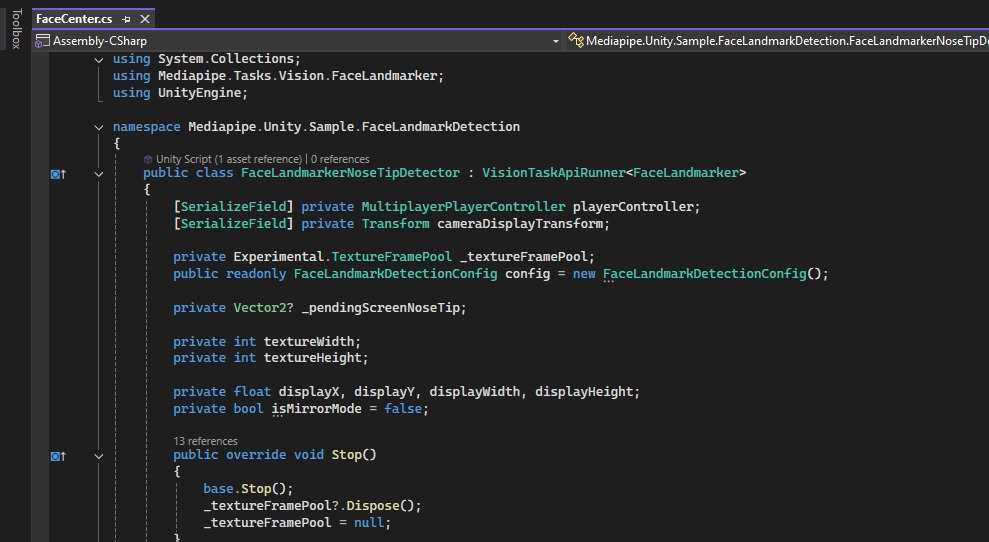 Toolbox
FaceCenter.cs
Assembly-CSharp
Mediapipe.Unity.Sample.FaceLandmarkDetection.FaceLandmarkerNoseTipD
using System.Collections;
using Mediapipe.Tasks.Vision.FaceLandmarker;
using UnityEngine;
namespace Mediapipe.Unity.Sample.FaceLandmarkDetection
{
Unity Script (1 asset reference) | 0 references
public class FaceLandmarkerNoseTipDetector : VisionTaskApiRunner<FaceLandmarker>
{
[SerializeField] private MultiplayerPlayerController playerController;
[SerializeField] private Transform cameraDisplayTransform;
private Experimental.TextureFramePool _textureFramePool;
public readonly FaceLandmarkDetectionConfig config = new FaceLandmarkDetectionConfig();
private Vector2? _pendingScreenNoseTip;
private int textureWidth;
private int textureHeight;
private float displayX, displayY, displayWidth, displayHeight;
private bool isMirrorMode = false;
13 references
public override void Stop()
{
base.Stop();
_textureFramePool?.Dispose();
_textureFramePool = null;
}